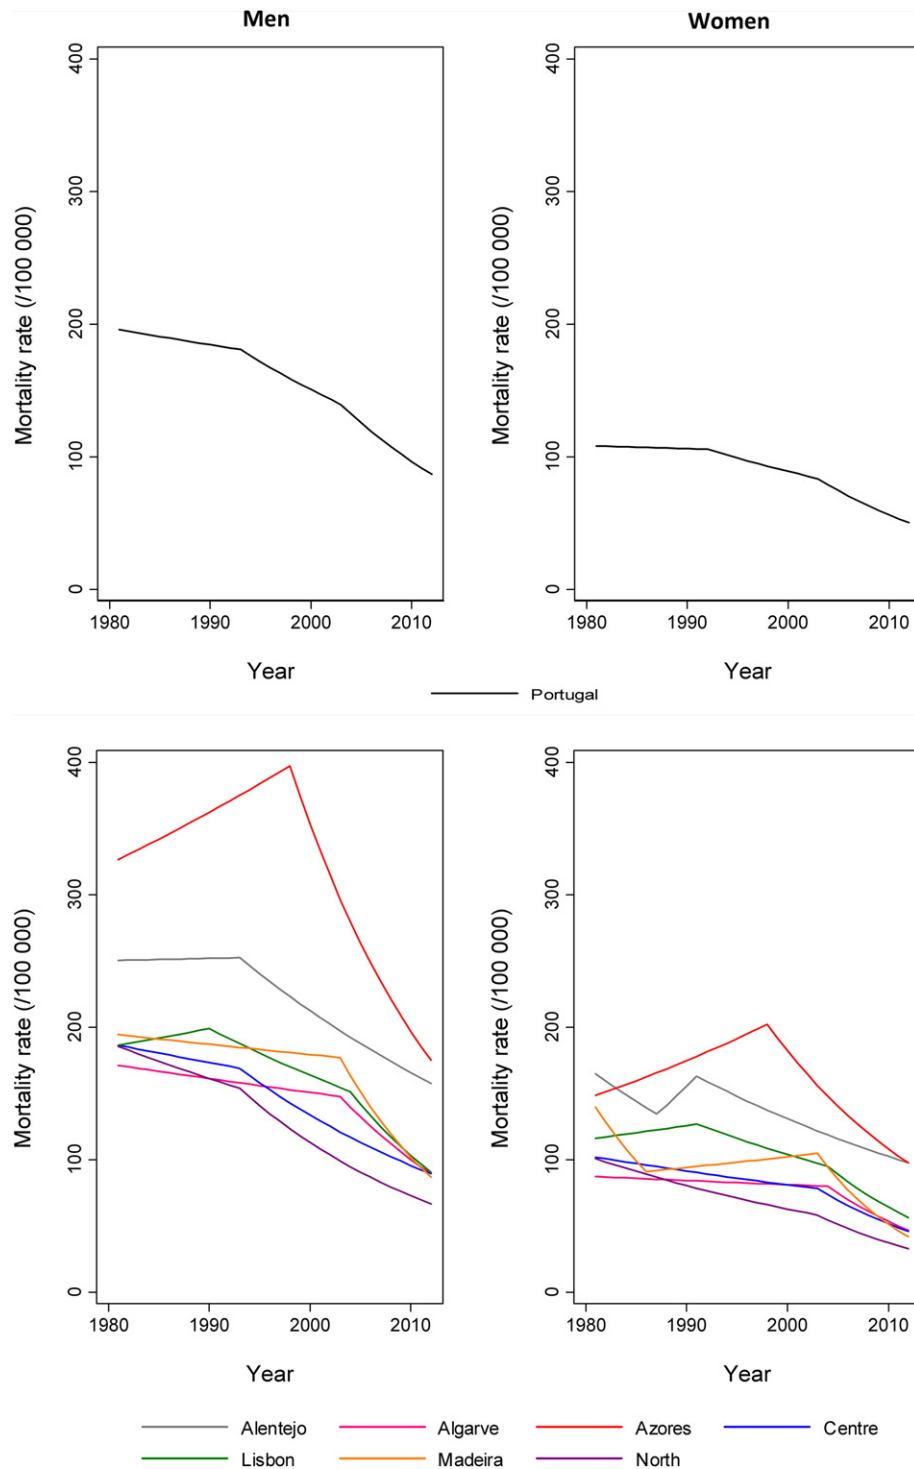 Men Women
Mortality rate (/100 000) Mortality rate (/100 000)
400 400
300 300
200 200
100 100
0 0
1980 1990 2000 2010 1980 1990 2000 2010
Year Year
Portugal
Mortality rate (/100 000) Mortality rate (/100 000)
400 400
300 300
200 200
100 100
0 0
1980 1990 2000 2010 1980 1990 2000 2010
Year Year
Alentejo Algarve Azores Centre
Lisbon Madeira North